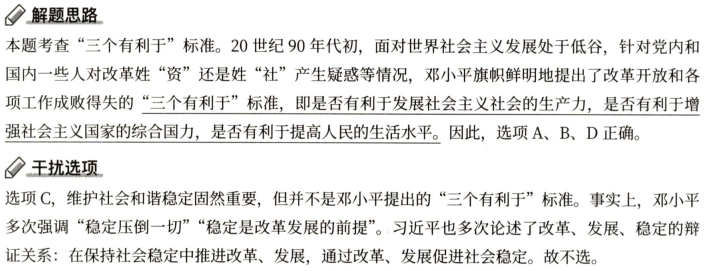 解题思路
本题考查“三个有利于”标准。20 世纪 90 年代初，面对世界社会主义发展处于低谷，针对党内和
国内一些人对改革姓“资”还是姓“社”产生疑惑等情况，邓小平旗帜鲜明地提出了改革开放和各
项工作成败得失的“三个有利于”标准，即是否有利于发展社会主义社会的生产力，是否有利于增
强社会主义国家的综合国力，是否有利于提高人民的生活水平。因此，选项 A、B、D 正确。
干扰选项
选项 C，维护社会和谐稳定固然重要，但并不是邓小平提出的“三个有利于”标准。事实上，邓小平
多次强调“稳定压倒一切”“稳定是改革发展的前提”。习近平也多次论述了改革、发展、稳定的辩
证关系：在保持社会稳定中推进改革、发展，通过改革、发展促进社会稳定。故不选。